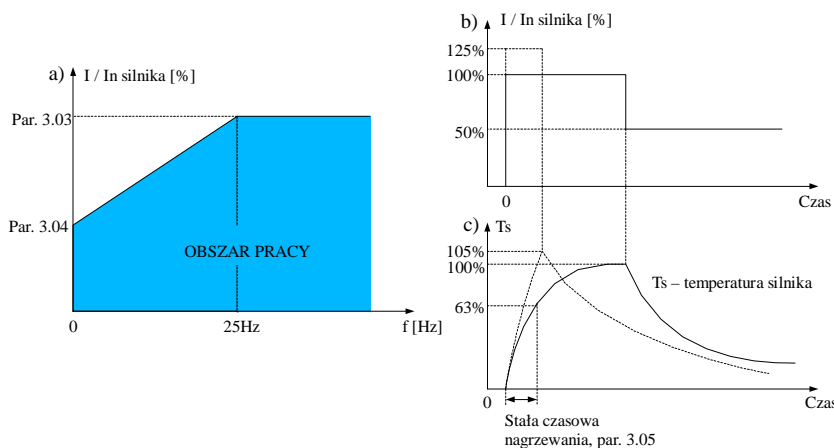 a)
I / In silnika [%]
Par. 3.03
Par. 3.04
OBSZAR PRACY
0
25Hz
f [Hz]
b)
I / In silnika [%]
125%
100%
50%
0
Czas
c)
Ts
105%
100%
63%
Ts – temperatura silnika
0
Czas
Stała czasowa
nagrzewania, par. 3.05